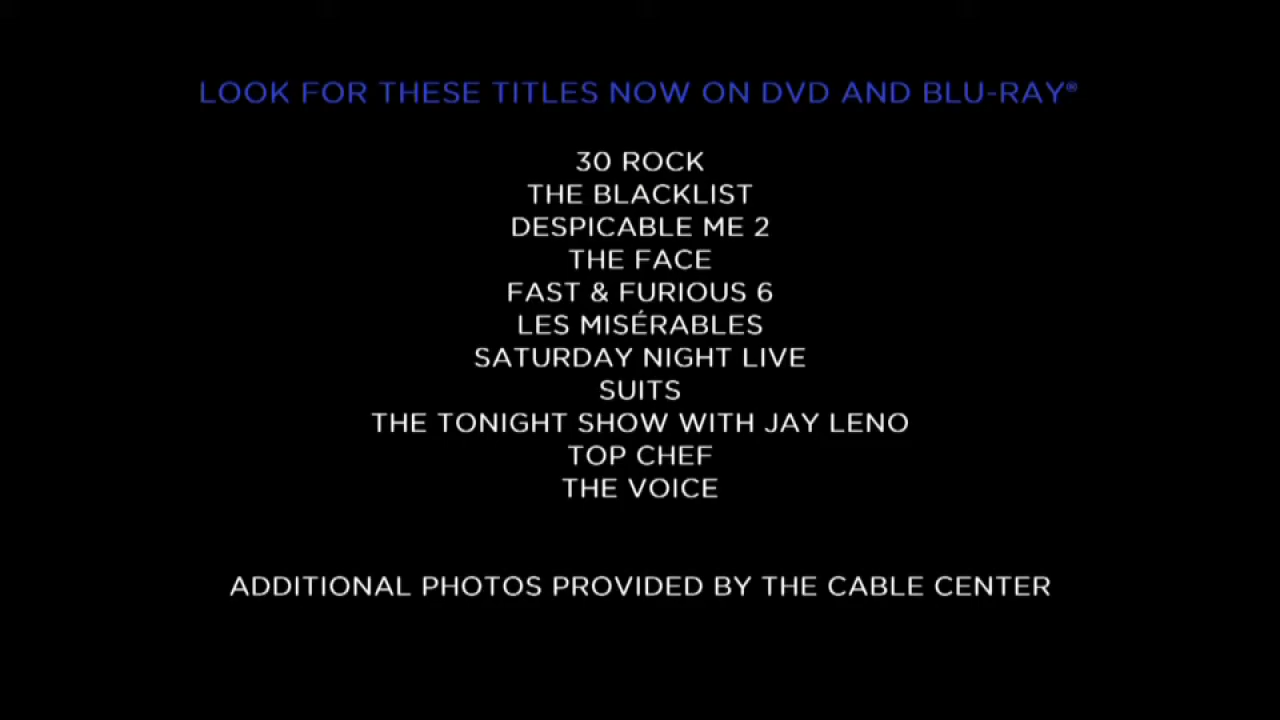 LOOK FOR THESE TITLES NOW ON DVD AND BLU-RAY®
30 ROCK
THE BLACKLIST
DESPICABLE ME 2
THE FACE
FAST & FURIOUS 6
LES MISÉRABLES
SATURDAY NIGHT LIVE
SUITS
THE TONIGHT SHOW WITH JAY LENO
TOP CHEF
THE VOICE
ADDITIONAL PHOTOS PROVIDED BY THE CABLE CENTER